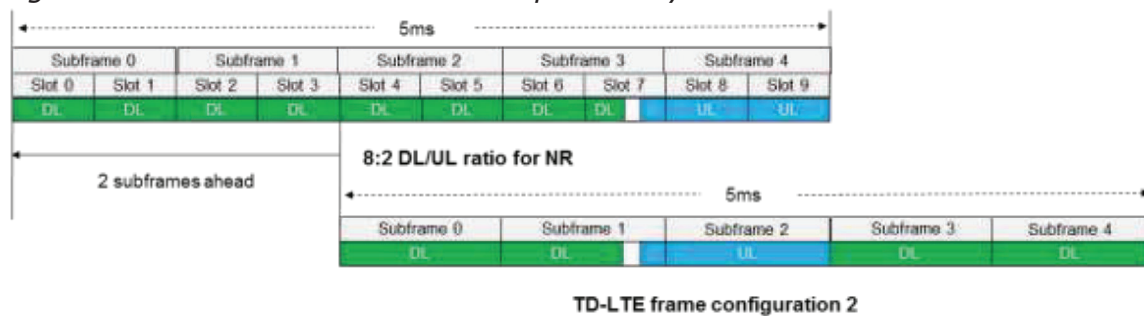 5ms
Subframe 0 Subframe 1 Subframe 2 Subframe 3 Subframe 4
Slot 0 Slot 1 Slot 2 Slot 3 Slot 4 Slot 5 Slot 6 Slot 7 Slot 8 Slot 9
DL DL DL DL DL DL DL DL UL UL
8:2 DL/UL ratio for NR
2 subframes ahead
5ms
Subframe 0 Subframe 1 Subframe 2 Subframe 3 Subframe 4
DL DL UL DL DL
TD-LTE frame configuration 2